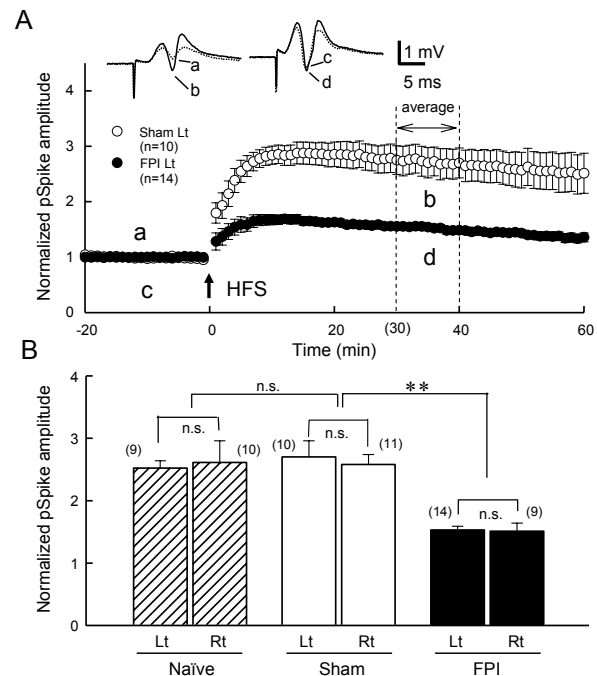 A
a
b
c
d
1 mV
5 ms
average
Normalized pSpike amplitude
4
3
2
1
0
Sham Lt
(n=10)
FPI Lt
(n=14)
a
b
c
d
HFS
-20
0
20
(30)
40
60
Time (min)
B
Normalized pSpike amplitude
4
3
2
1
0
n.s.
**
(9)
n.s.
(10)
(10)
n.s.
(11)
(14)
n.s.
(9)
Lt
Rt
Lt
Rt
Lt
Rt
Naïve
Sham
FPI